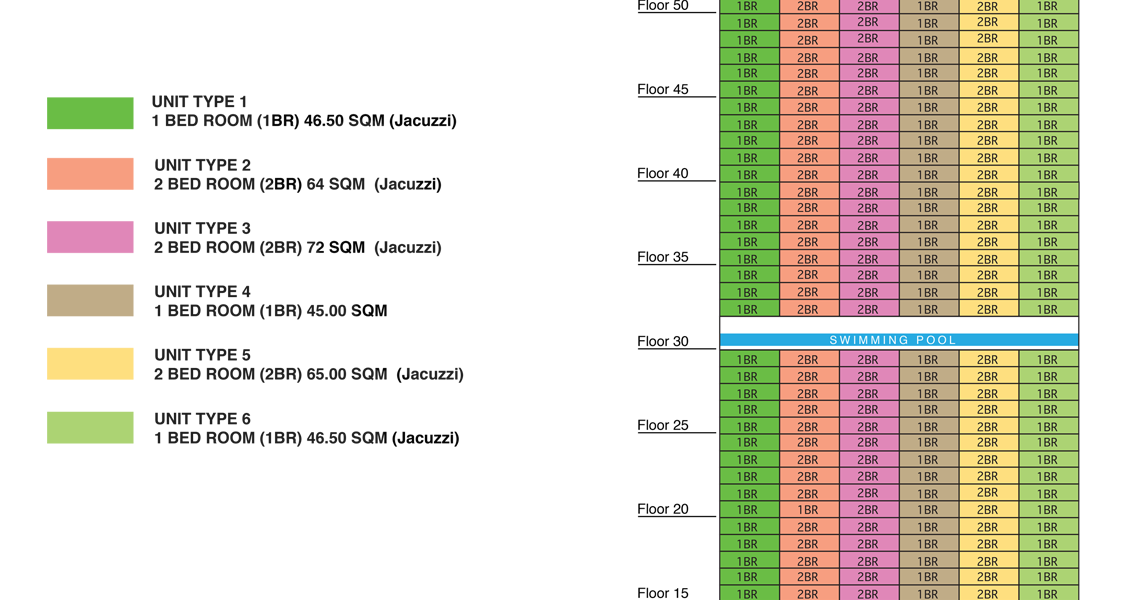 UNIT TYPE 1
1 BED ROOM (1BR) 46.50 SQM (Jacuzzi)
UNIT TYPE 2
2 BED ROOM (2BR) 64 SQM (Jacuzzi)
UNIT TYPE 3
2 BED ROOM (2BR) 72 SQM (Jacuzzi)
UNIT TYPE 4
1 BED ROOM (1BR) 45.00 SQM
UNIT TYPE 5
2 BED ROOM (2BR) 65.00 SQM (Jacuzzi)
UNIT TYPE 6
1 BED ROOM (1BR) 46.50 SQM (Jacuzzi)
Floor 50 1BR 2BR 2BR 1BR 2BR 1BR
1BR 2BR 2BR 1BR 2BR 1BR
1BR 2BR 2BR 1BR 2BR 1BR
1BR 2BR 2BR 1BR 2BR 1BR
1BR 2BR 2BR 1BR 2BR 1BR
Floor 45 1BR 2BR 2BR 1BR 2BR 1BR
1BR 2BR 2BR 1BR 2BR 1BR
1BR 2BR 2BR 1BR 2BR 1BR
1BR 2BR 2BR 1BR 2BR 1BR
1BR 2BR 2BR 1BR 2BR 1BR
Floor 40 1BR 2BR 2BR 1BR 2BR 1BR
1BR 2BR 2BR 1BR 2BR 1BR
1BR 2BR 2BR 1BR 2BR 1BR
1BR 2BR 2BR 1BR 2BR 1BR
1BR 2BR 2BR 1BR 2BR 1BR
Floor 35 1BR 2BR 2BR 1BR 2BR 1BR
1BR 2BR 2BR 1BR 2BR 1BR
1BR 2BR 2BR 1BR 2BR 1BR
1BR 2BR 2BR 1BR 2BR 1BR
Floor 30 SWIMMING POOL
1BR 2BR 2BR 1BR 2BR 1BR
1BR 2BR 2BR 1BR 2BR 1BR
1BR 2BR 2BR 1BR 2BR 1BR
1BR 2BR 2BR 1BR 2BR 1BR
Floor 25 1BR 2BR 2BR 1BR 2BR 1BR
1BR 2BR 2BR 1BR 2BR 1BR
1BR 2BR 2BR 1BR 2BR 1BR
1BR 2BR 2BR 1BR 2BR 1BR
1BR 2BR 2BR 1BR 2BR 1BR
Floor 20 1BR 1BR 2BR 1BR 2BR 1BR
1BR 2BR 2BR 1BR 2BR 1BR
1BR 2BR 2BR 1BR 2BR 1BR
1BR 2BR 2BR 1BR 2BR 1BR
1BR 2BR 2BR 1BR 2BR 1BR
Floor 15 1BR 2BR 2BR 1BR 2BR 1BR